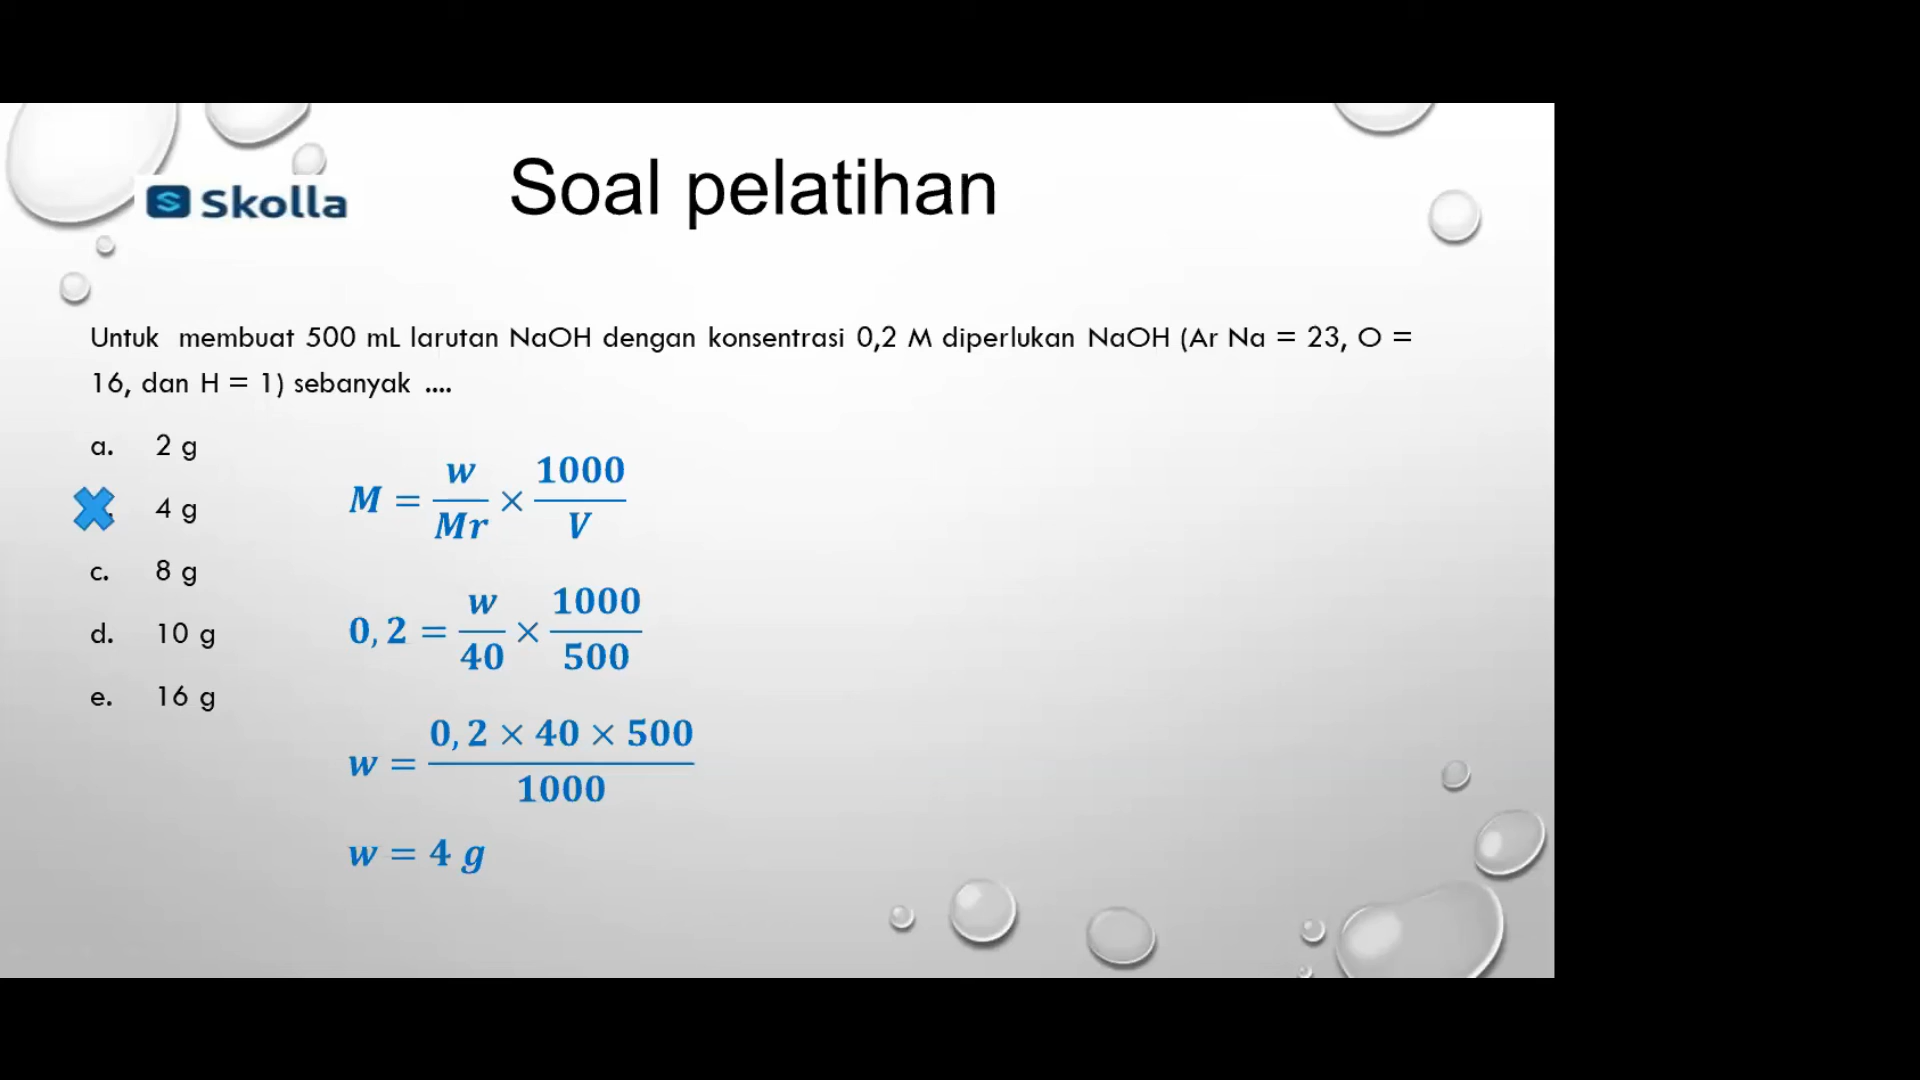 Skolla
Soal pelatihan
Untuk membuat 500 mL larutan NaOH dengan konsentrasi 0,2 M diperlukan NaOH (Ar Na = 23, O =
16, dan H = 1) sebanyak ....
a. 2 g
4 g
c. 8 g
d. 10 g
e. 16 g
M = w/Mr × 1000/V
0,2 = w/40 × 1000/500
w = 0,2 × 40 × 500/1000
w = 4 g